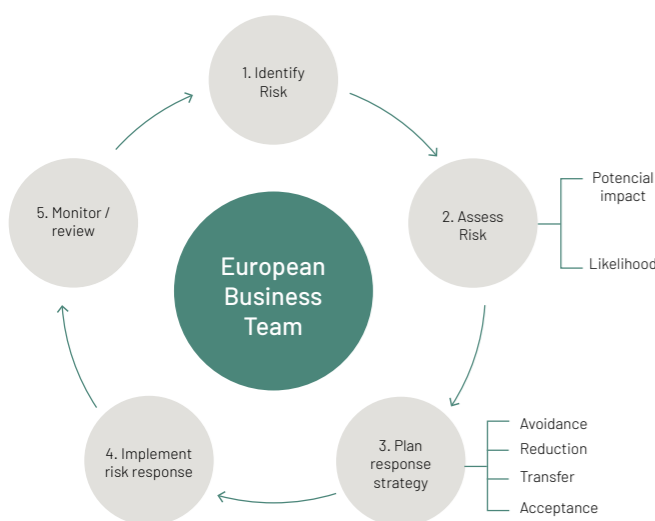 1. Identify
Risk
2. Assess
Risk
Potencial
impact
Likelihood
3. Plan
response
strategy
Avoidance
Reduction
Transfer
Acceptance
4. Implement
risk response
5. Monitor /
review
European
Business
Team